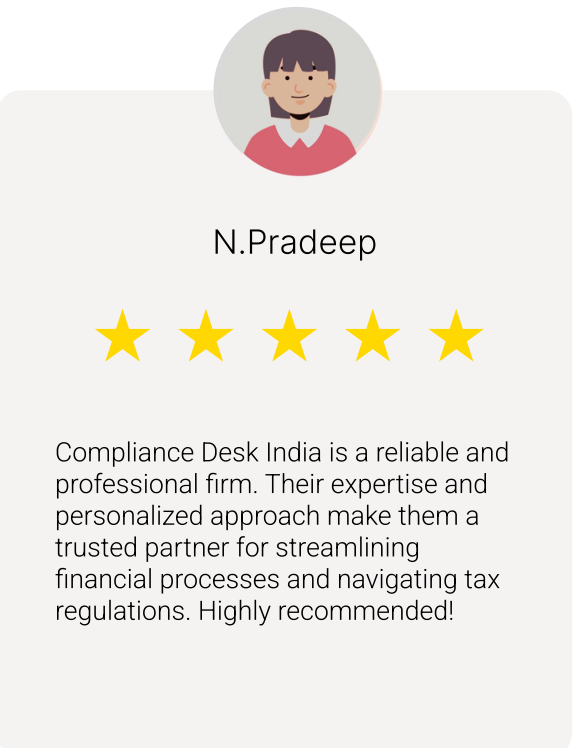 N.Pradeep
Compliance Desk India is a reliable and
professional firm. Their expertise and
personalized approach make them a
trusted partner for streamlining
financial processes and navigating tax
regulations. Highly recommended!